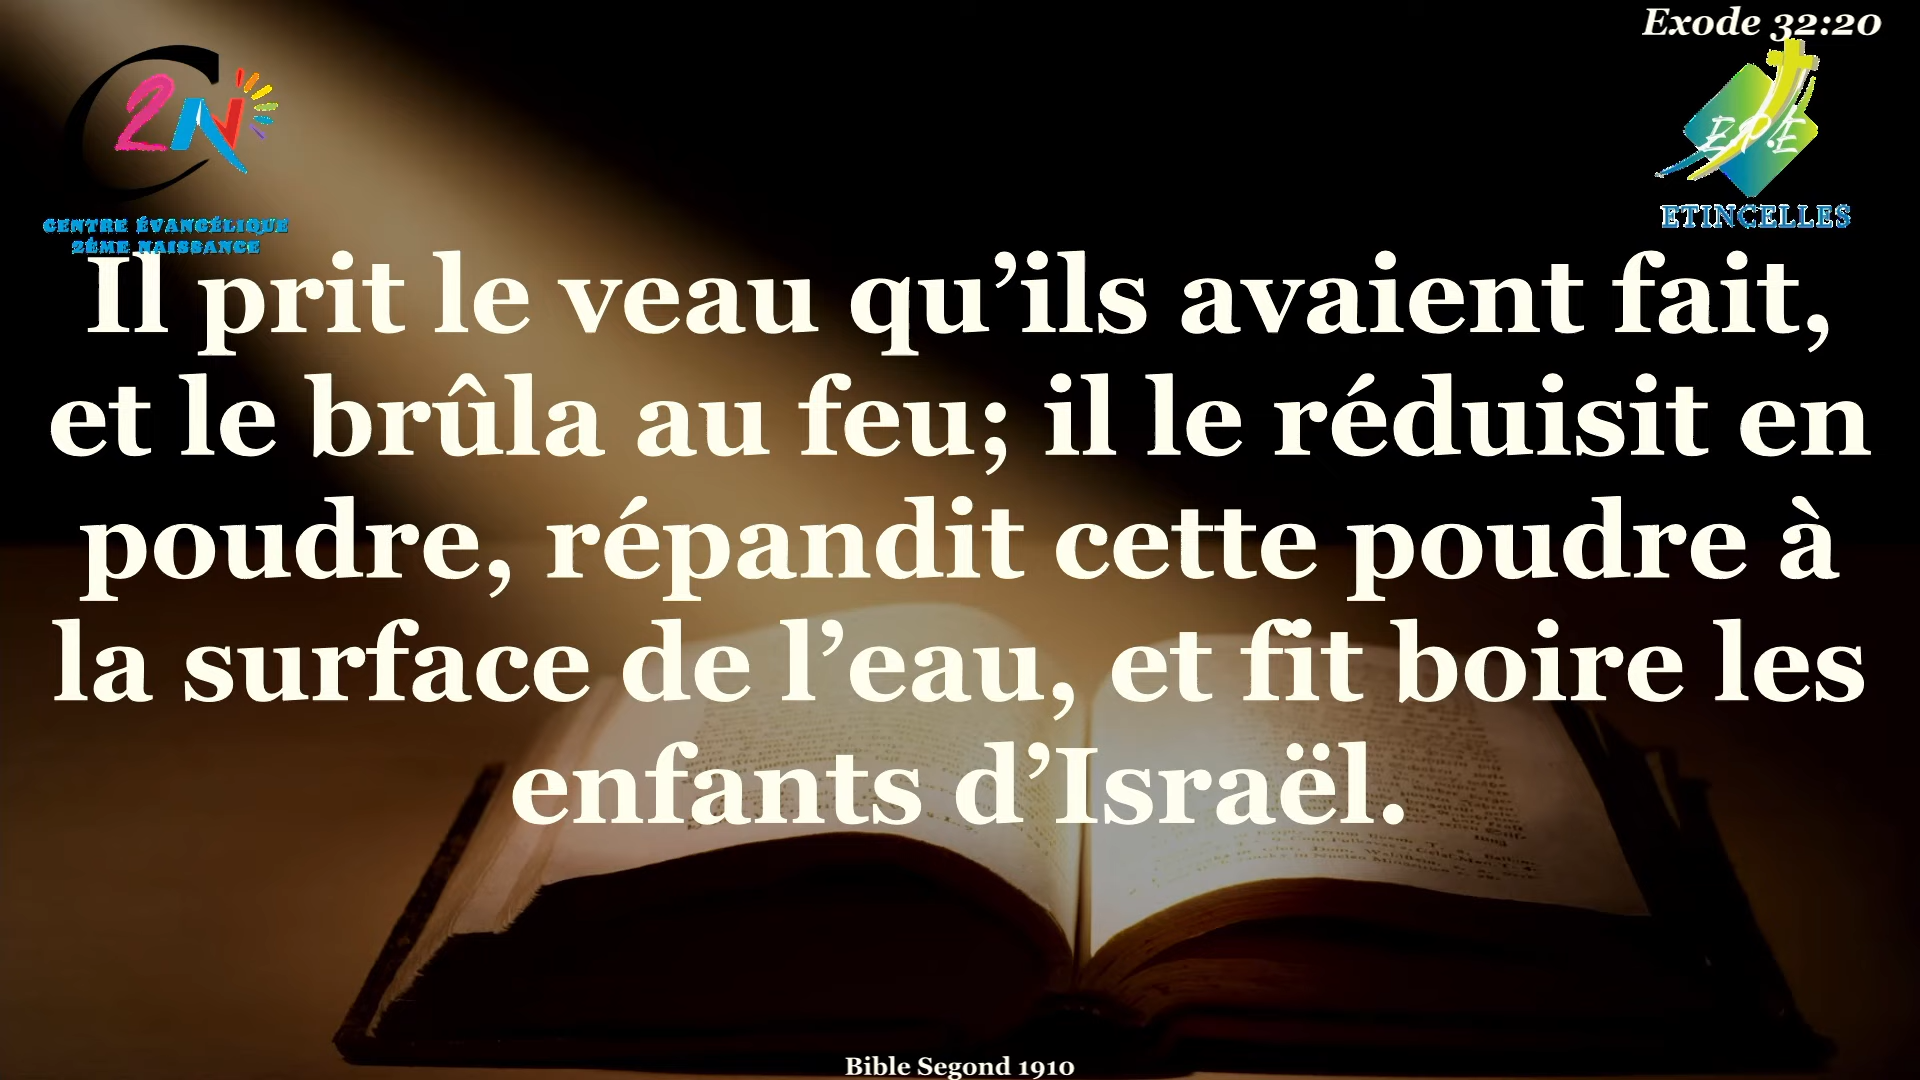 Exode 32:20
C2N
CENTRE ÉVANGÉLIQUE
2ÈME NAISSANCE
E.P.E
ETINCELLES
Il prit le veau qu’ils avaient fait,
et le brûla au feu; il le réduisit en
poudre, répandit cette poudre à
la surface de l’eau, et fit boire les
enfants d’Israël.
Bible Segond 1910